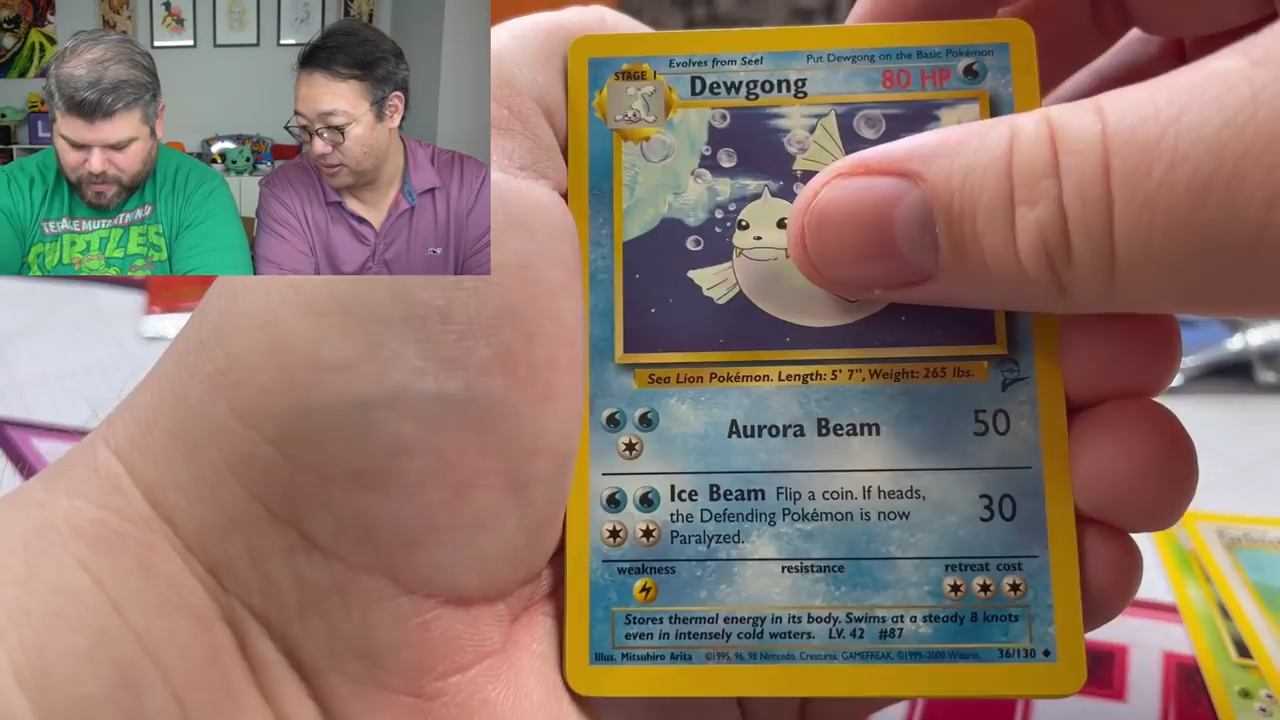 TEENAGE MUTANT NINJA
TURTLES
Evolves from Seel
Put Dewgong on the Basic Pokémon
STAGE 1
Dewgong
80 HP
Sea Lion Pokémon. Length: 5' 7", Weight: 265 lbs.
Aurora Beam
50
Ice Beam Flip a coin. If heads,
the Defending Pokémon is now
Paralyzed.
30
weakness
resistance
retreat cost
Stores thermal energy in its body. Swims at a steady 8 knots
even in intensely cold waters. LV. 42 #87
Illus. Mitsuhiro Arita
©1995, 96, 98 Nintendo, Creatures, GAMEFREAK. ©1999-2000 Wizards.
36/130